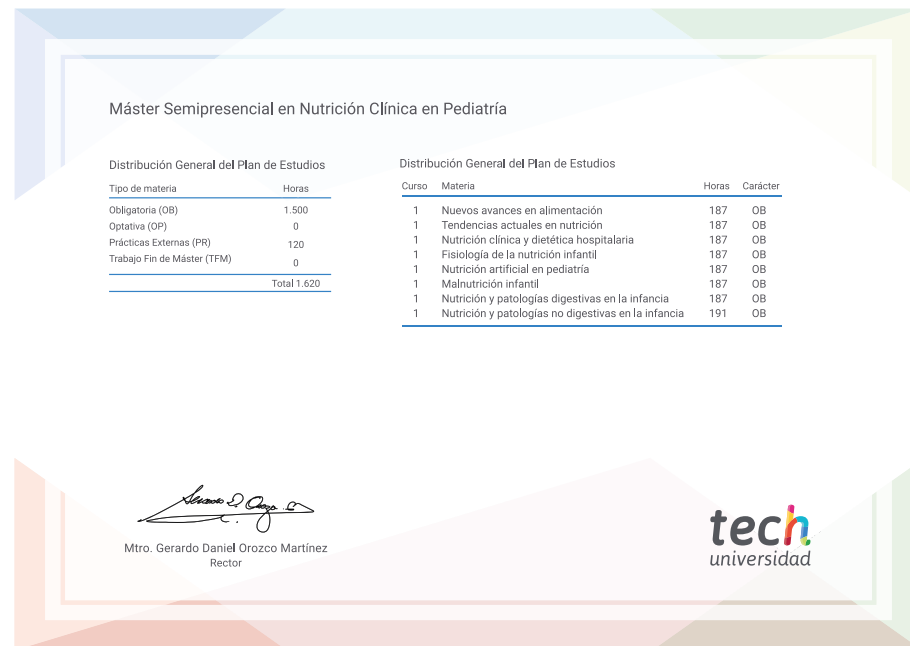 Máster Semipresencial en Nutrición Clínica en Pediatría
Distribución General del Plan de Estudios
Tipo de materia Horas
Obligatoria (OB) 1.500
Optativa (OP) 0
Prácticas Externas (PR) 120
Trabajo Fin de Máster (TFM) 0
Total 1.620
Distribución General del Plan de Estudios
Curso Materia Horas Carácter
1 Nuevos avances en alimentación 187 OB
1 Tendencias actuales en nutrición 187 OB
1 Nutrición clínica y dietética hospitalaria 187 OB
1 Fisiología de la nutrición infantil 187 OB
1 Nutrición artificial en pediatría 187 OB
1 Malnutrición infantil 187 OB
1 Nutrición y patologías digestivas en la infancia 187 OB
1 Nutrición y patologías no digestivas en la infancia 191 OB
Mtro. Gerardo Daniel Orozco Martínez
Rector
tech
universidad